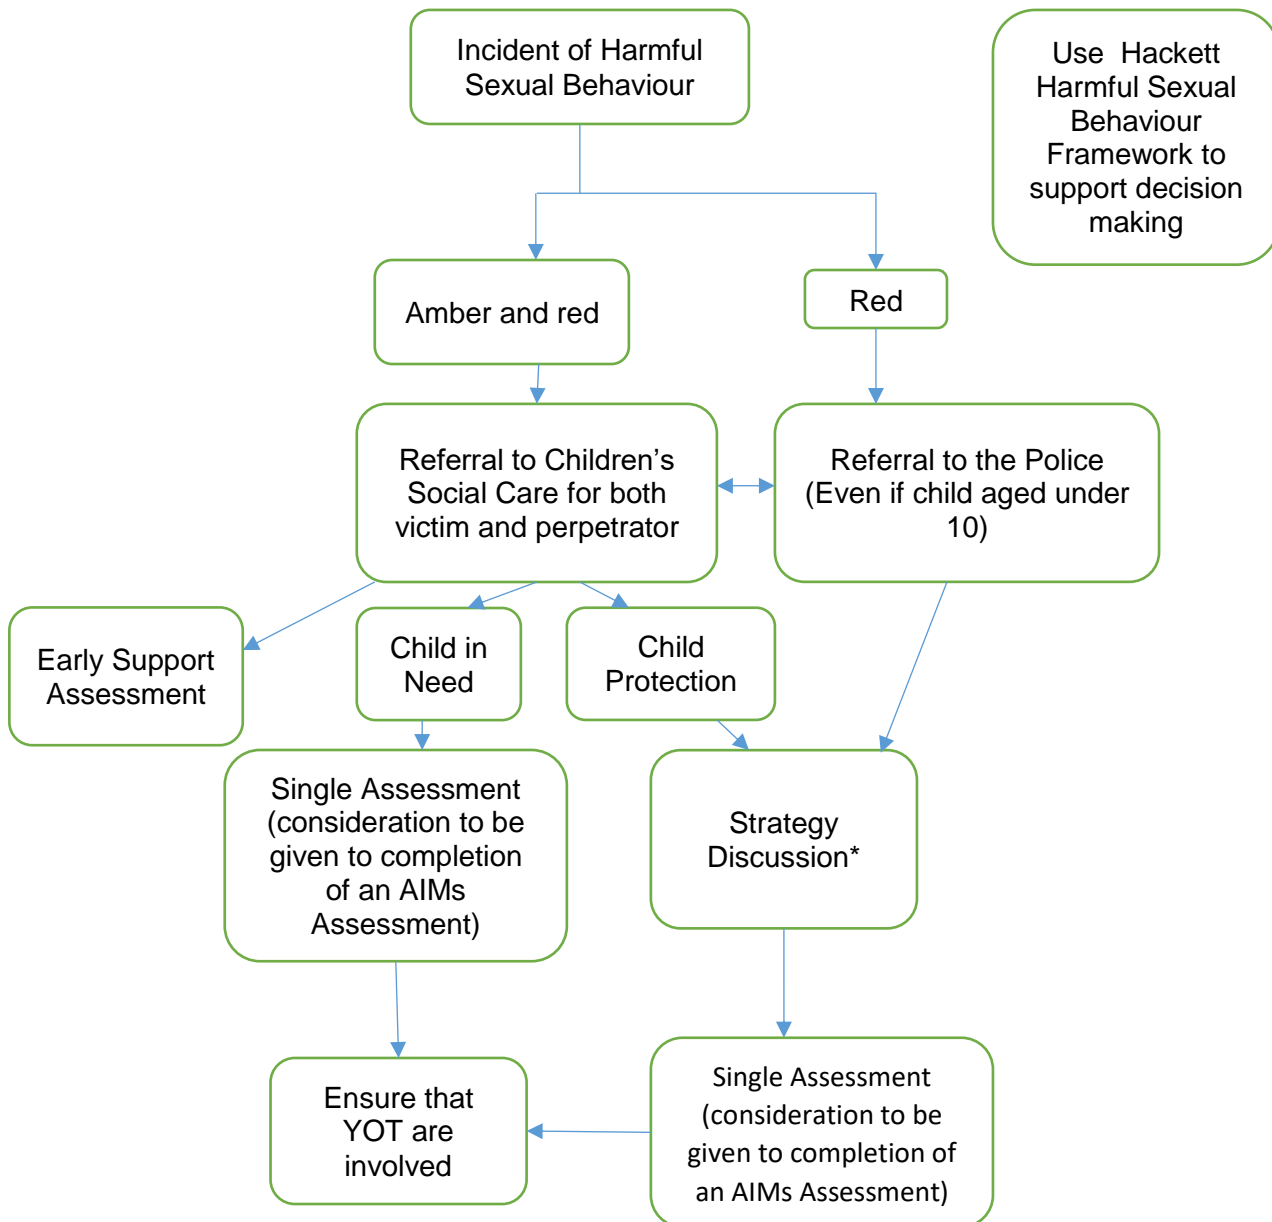 Incident of Harmful
Sexual Behaviour
Use Hackett
Harmful Sexual
Behaviour
Framework to
support decision
making
Amber and red
Red
Referral to Children’s
Social Care for both
victim and perpetrator
Referral to the Police
(Even if child aged under
10)
Early Support
Assessment
Child in
Need
Child
Protection
Single Assessment
(consideration to be
given to completion
of an AIMs
Assessment)
Strategy
Discussion*
Ensure that
YOT are
involved
Single Assessment
(consideration to be
given to completion of
an AIMs Assessment)